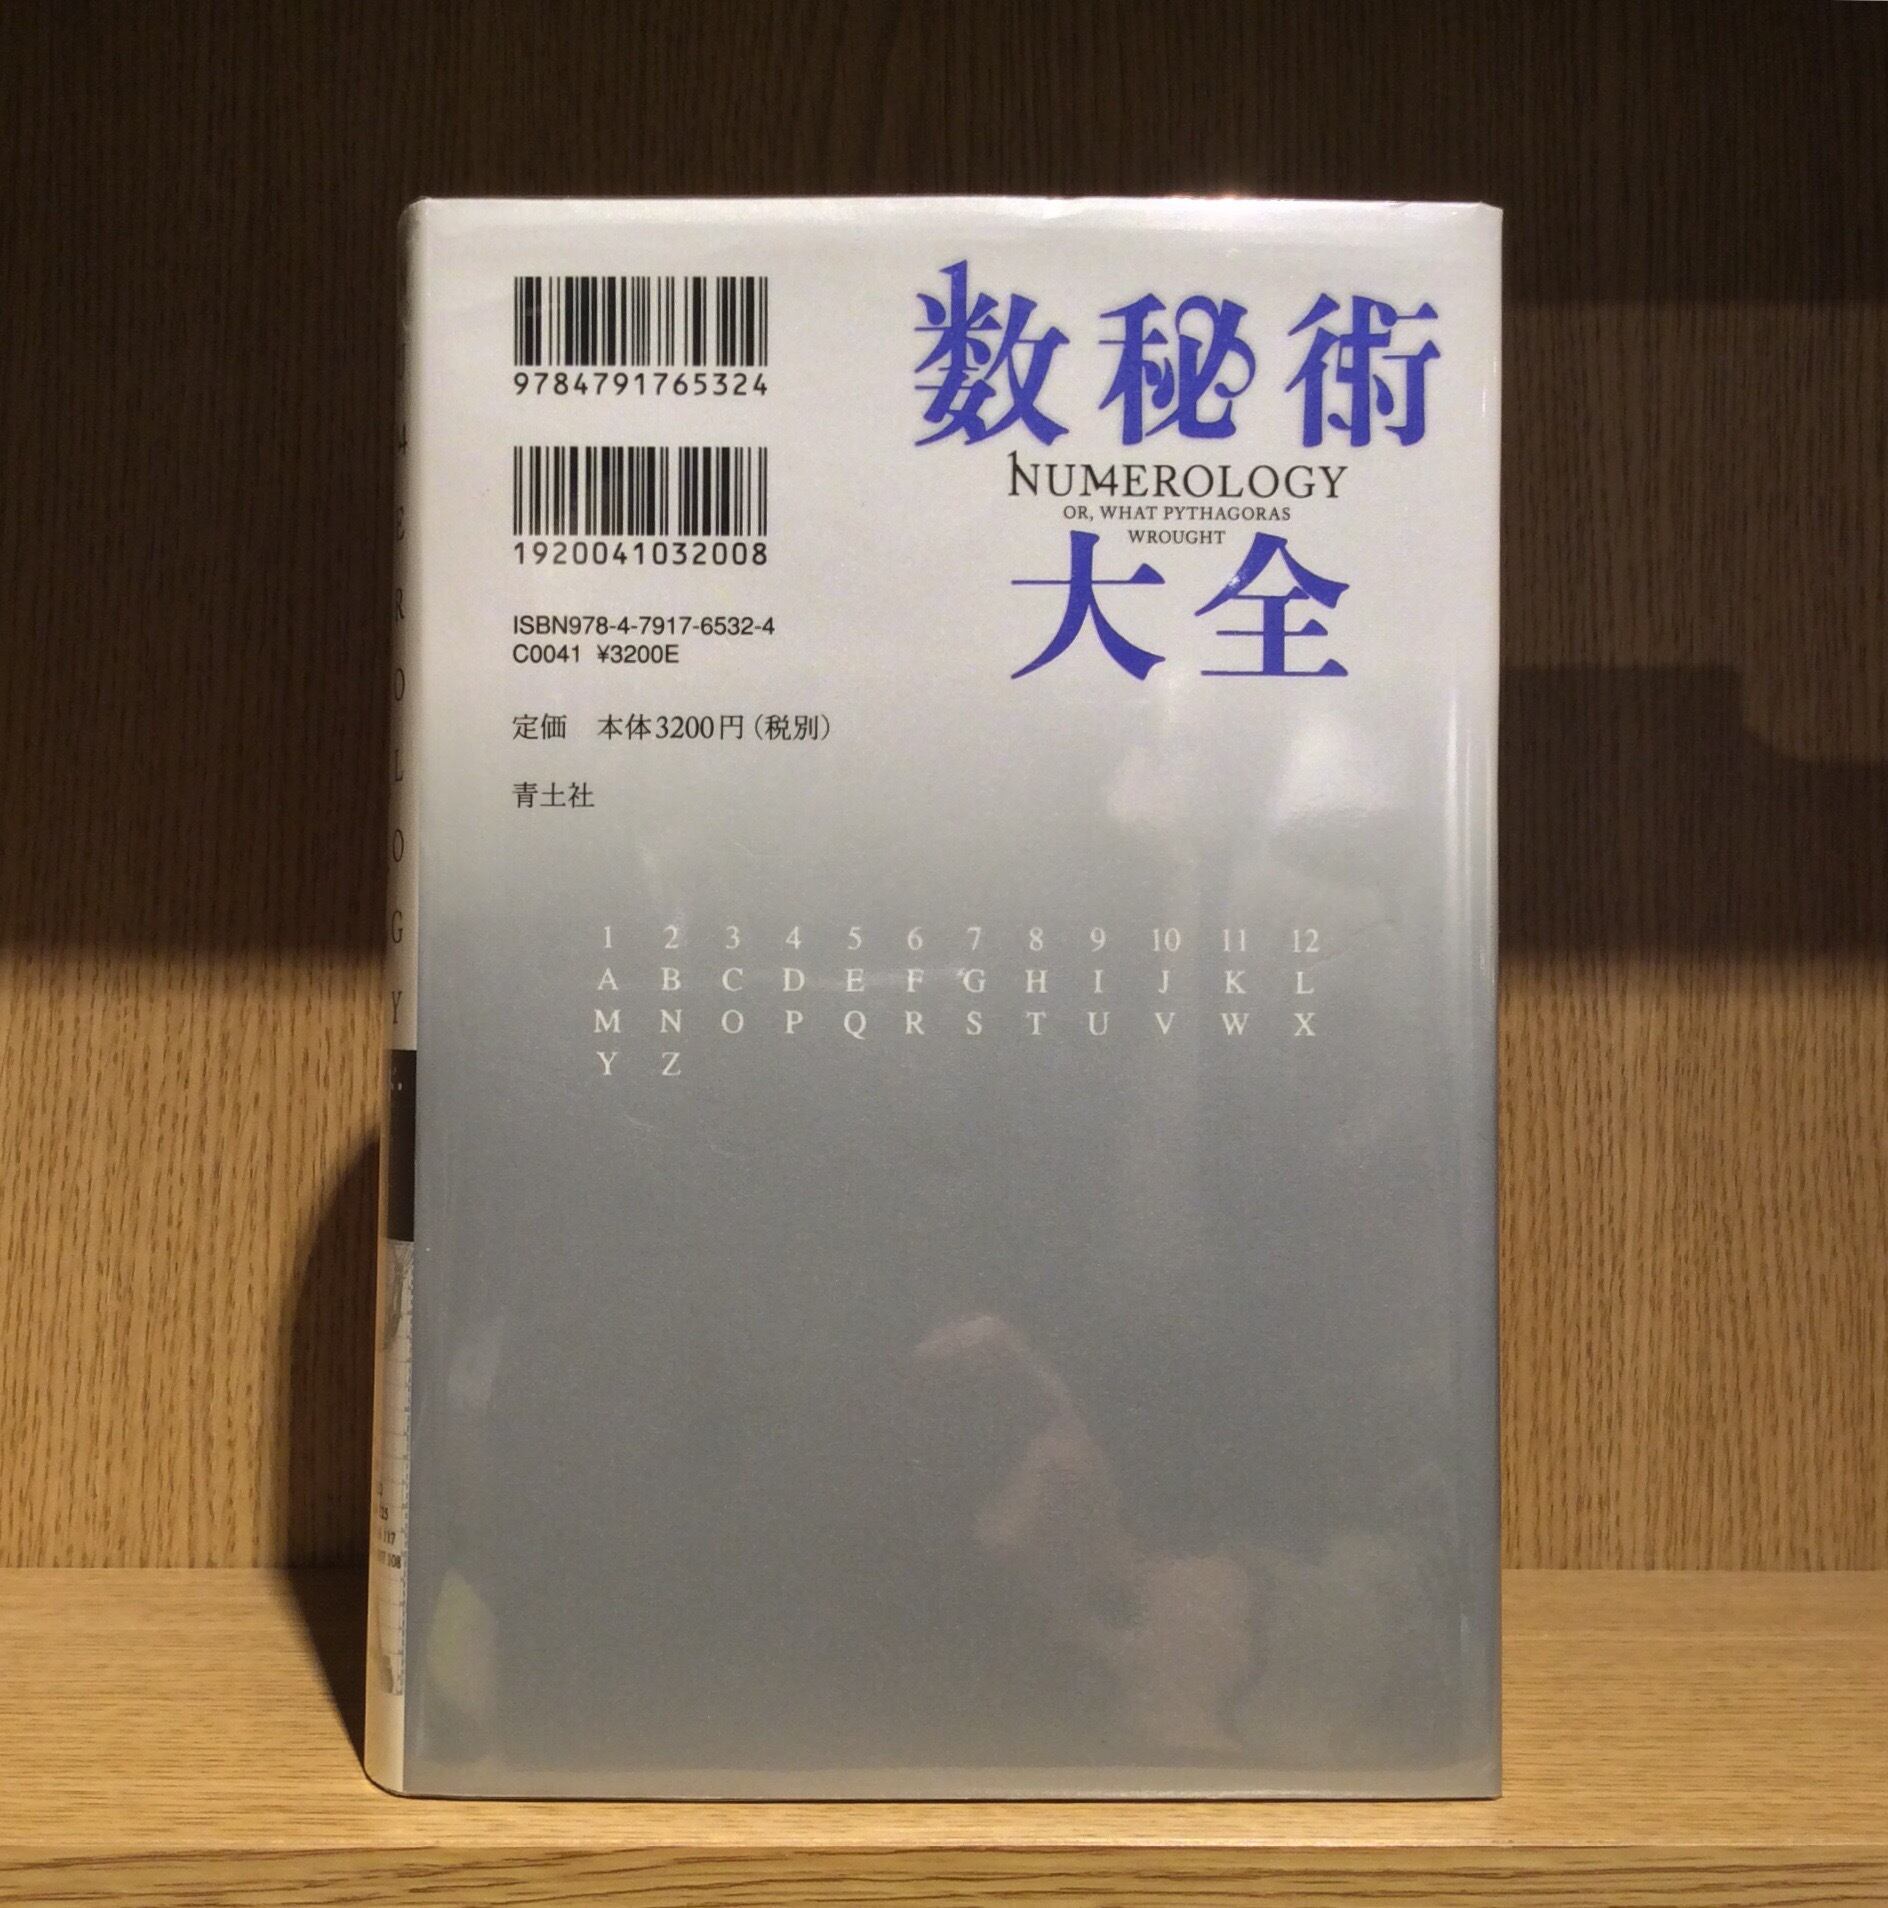 9784791765324
1920041032008
ISBN978-4-7917-6532-4
C0041 ¥3200E
定価　本体3200円（税別）
青土社
数秘術
NUM4EROLOGY
OR, WHAT PYTHAGORAS
WROUGHT
大全
1 2 3 4 5 6 7 8 9 10 11 12
A B C D E F G H I J K L
M N O P Q R S T U V W X
Y Z
4EROLOGY